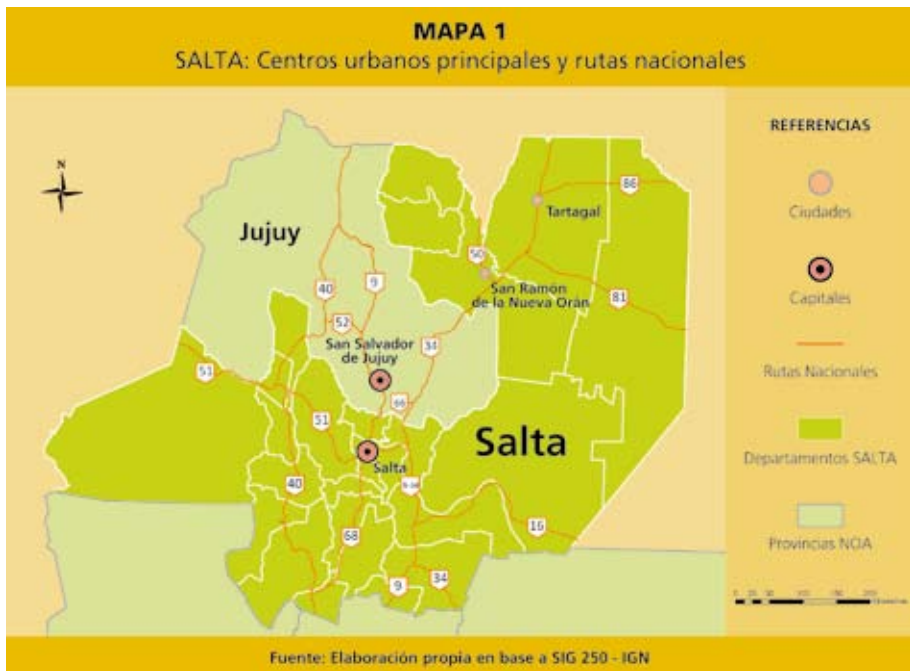 MAPA 1
SALTA: Centros urbanos principales y rutas nacionales
N
REFERENCIAS
Ciudades
Capitales
Rutas Nacionales
Departamentos SALTA
Provincias NOA
Jujuy
Tartagal
86
50
San Ramón
de la Nueva Orán
81
40
9
52
San Salvador
de Jujuy
34
51
66
51
Salta
Salta
40
68
16
9
34
Fuente: Elaboración propia en base a SIG 250 - IGN